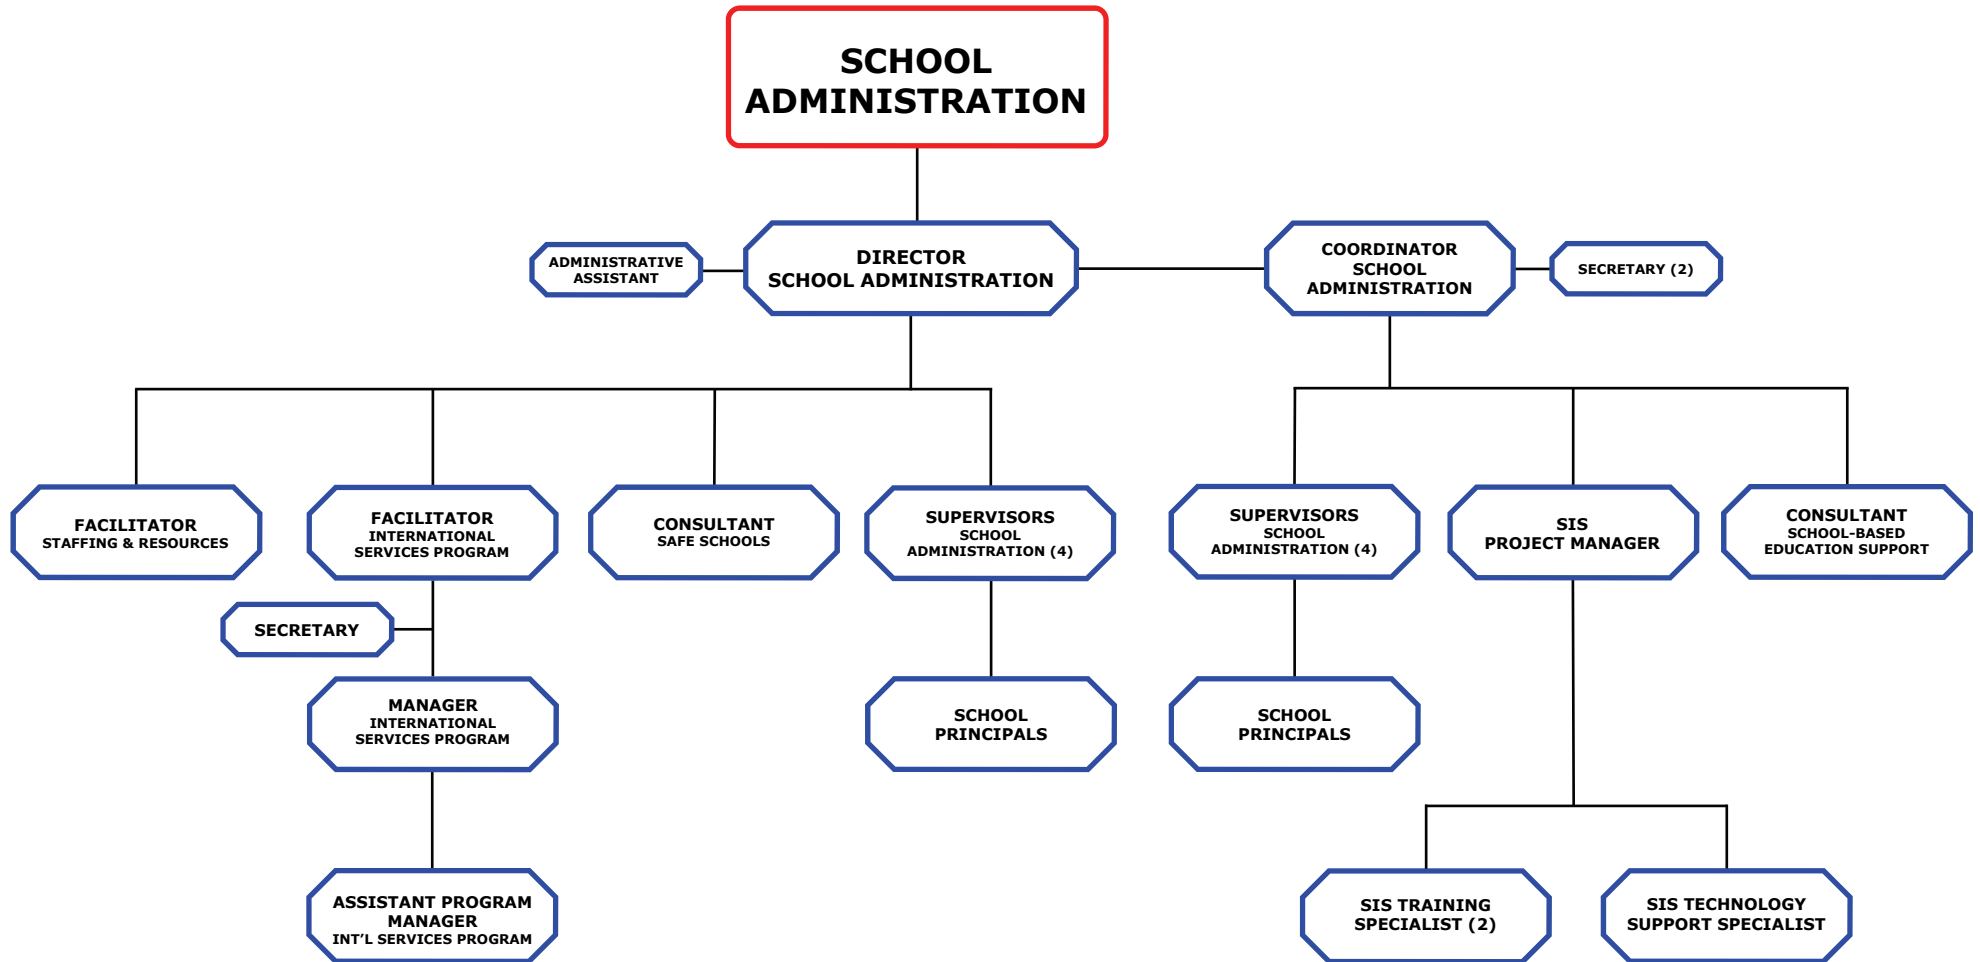 SCHOOL
ADMINISTRATION
ADMINISTRATIVE
ASSISTANT
DIRECTOR
SCHOOL ADMINISTRATION
COORDINATOR
SCHOOL
ADMINISTRATION
SECRETARY (2)
FACILITATOR
STAFFING & RESOURCES
FACILITATOR
INTERNATIONAL
SERVICES PROGRAM
CONSULTANT
SAFE SCHOOLS
SUPERVISORS
SCHOOL
ADMINISTRATION (4)
SUPERVISORS
SCHOOL
ADMINISTRATION (4)
SIS
PROJECT MANAGER
CONSULTANT
SCHOOL-BASED
EDUCATION SUPPORT
SECRETARY
MANAGER
INTERNATIONAL
SERVICES PROGRAM
SCHOOL
PRINCIPALS
SCHOOL
PRINCIPALS
ASSISTANT PROGRAM
MANAGER
INT'L SERVICES PROGRAM
SIS TRAINING
SPECIALIST (2)
SIS TECHNOLOGY
SUPPORT SPECIALIST